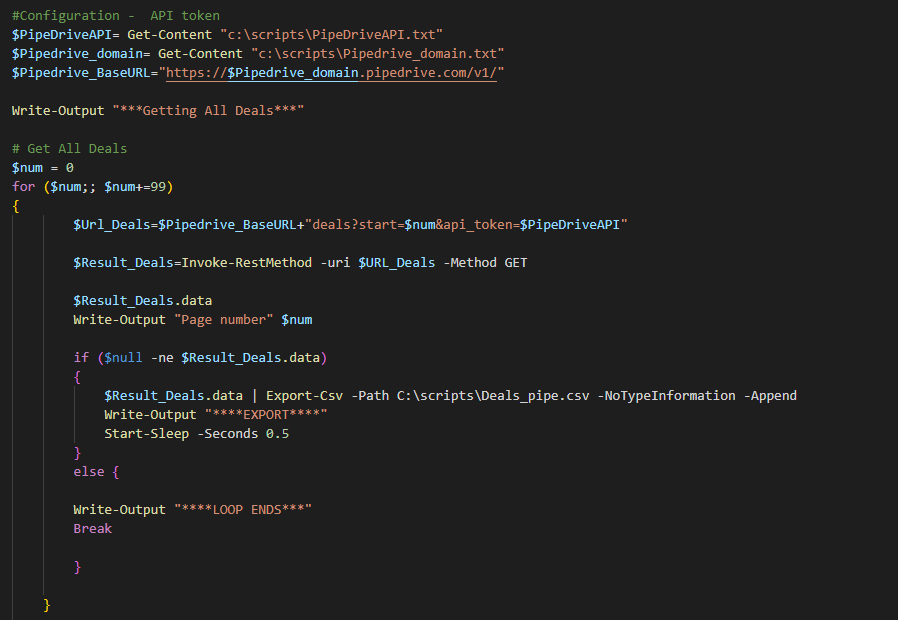 #Configuration -  API token
$PipeDriveAPI= Get-Content "c:\scripts\PipeDriveAPI.txt"
$Pipedrive_domain= Get-Content "c:\scripts\Pipedrive_domain.txt"
$Pipedrive_BaseURL="https://$Pipedrive_domain.pipedrive.com/v1/"
Write-Output "***Getting All Deals***"
# Get All Deals
$num = 0
for ($num;; $num+=99)
{
$Url_Deals=$Pipedrive_BaseURL+"deals?start=$num&api_token=$PipeDriveAPI"
$Result_Deals=Invoke-RestMethod -uri $URL_Deals -Method GET
$Result_Deals.data
Write-Output "Page number" $num
if ($null -ne $Result_Deals.data)
{
$Result_Deals.data | Export-Csv -Path C:\scripts\Deals_pipe.csv -NoTypeInformation -Append
Write-Output "****EXPORT****"
Start-Sleep -Seconds 0.5
}
else {
Write-Output "****LOOP ENDS***"
Break
}
}